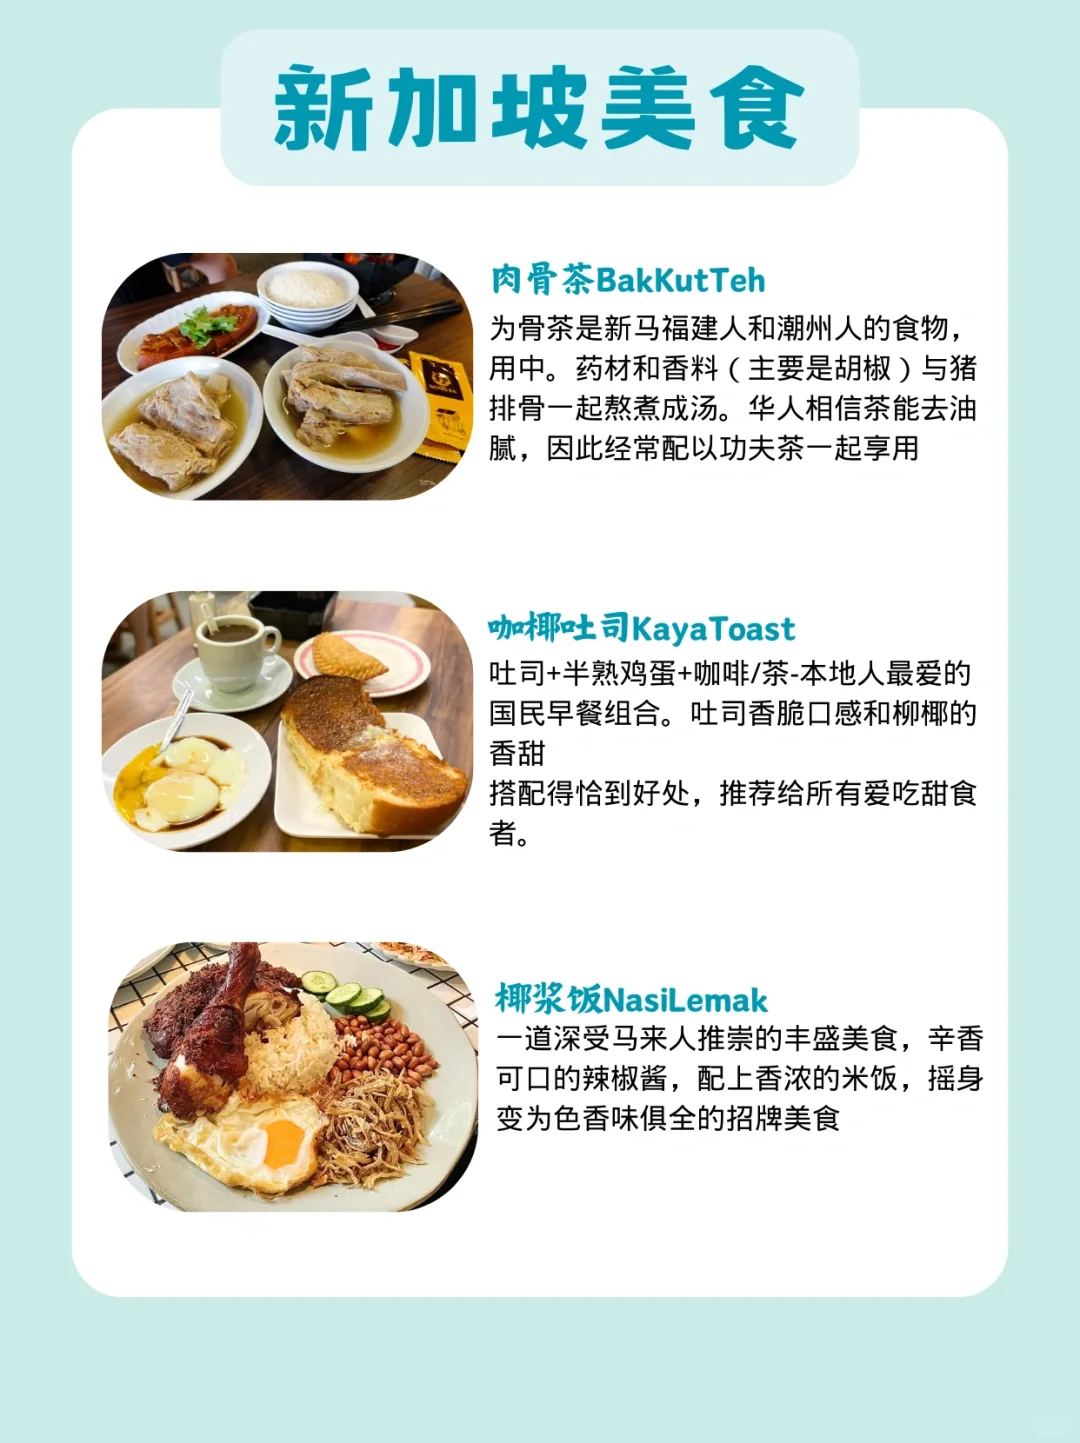 新加坡美食
肉骨茶BakKutTeh
为骨茶是新马福建人和潮州人的食物，
用中。药材和香料（主要是胡椒）与猪
排骨一起熬煮成汤。华人相信茶能去油
腻，因此经常配以功夫茶一起享用
咖椰吐司KayaToast
吐司+半熟鸡蛋+咖啡/茶-本地人最爱的
国民早餐组合。吐司香脆口感和柳椰的
香甜
搭配得恰到好处，推荐给所有爱吃甜食
者。
椰浆饭NasiLemak
一道深受马来人推崇的丰盛美食，辛香
可口的辣椒酱，配上香浓的米饭，摇身
变为色香味俱全的招牌美食